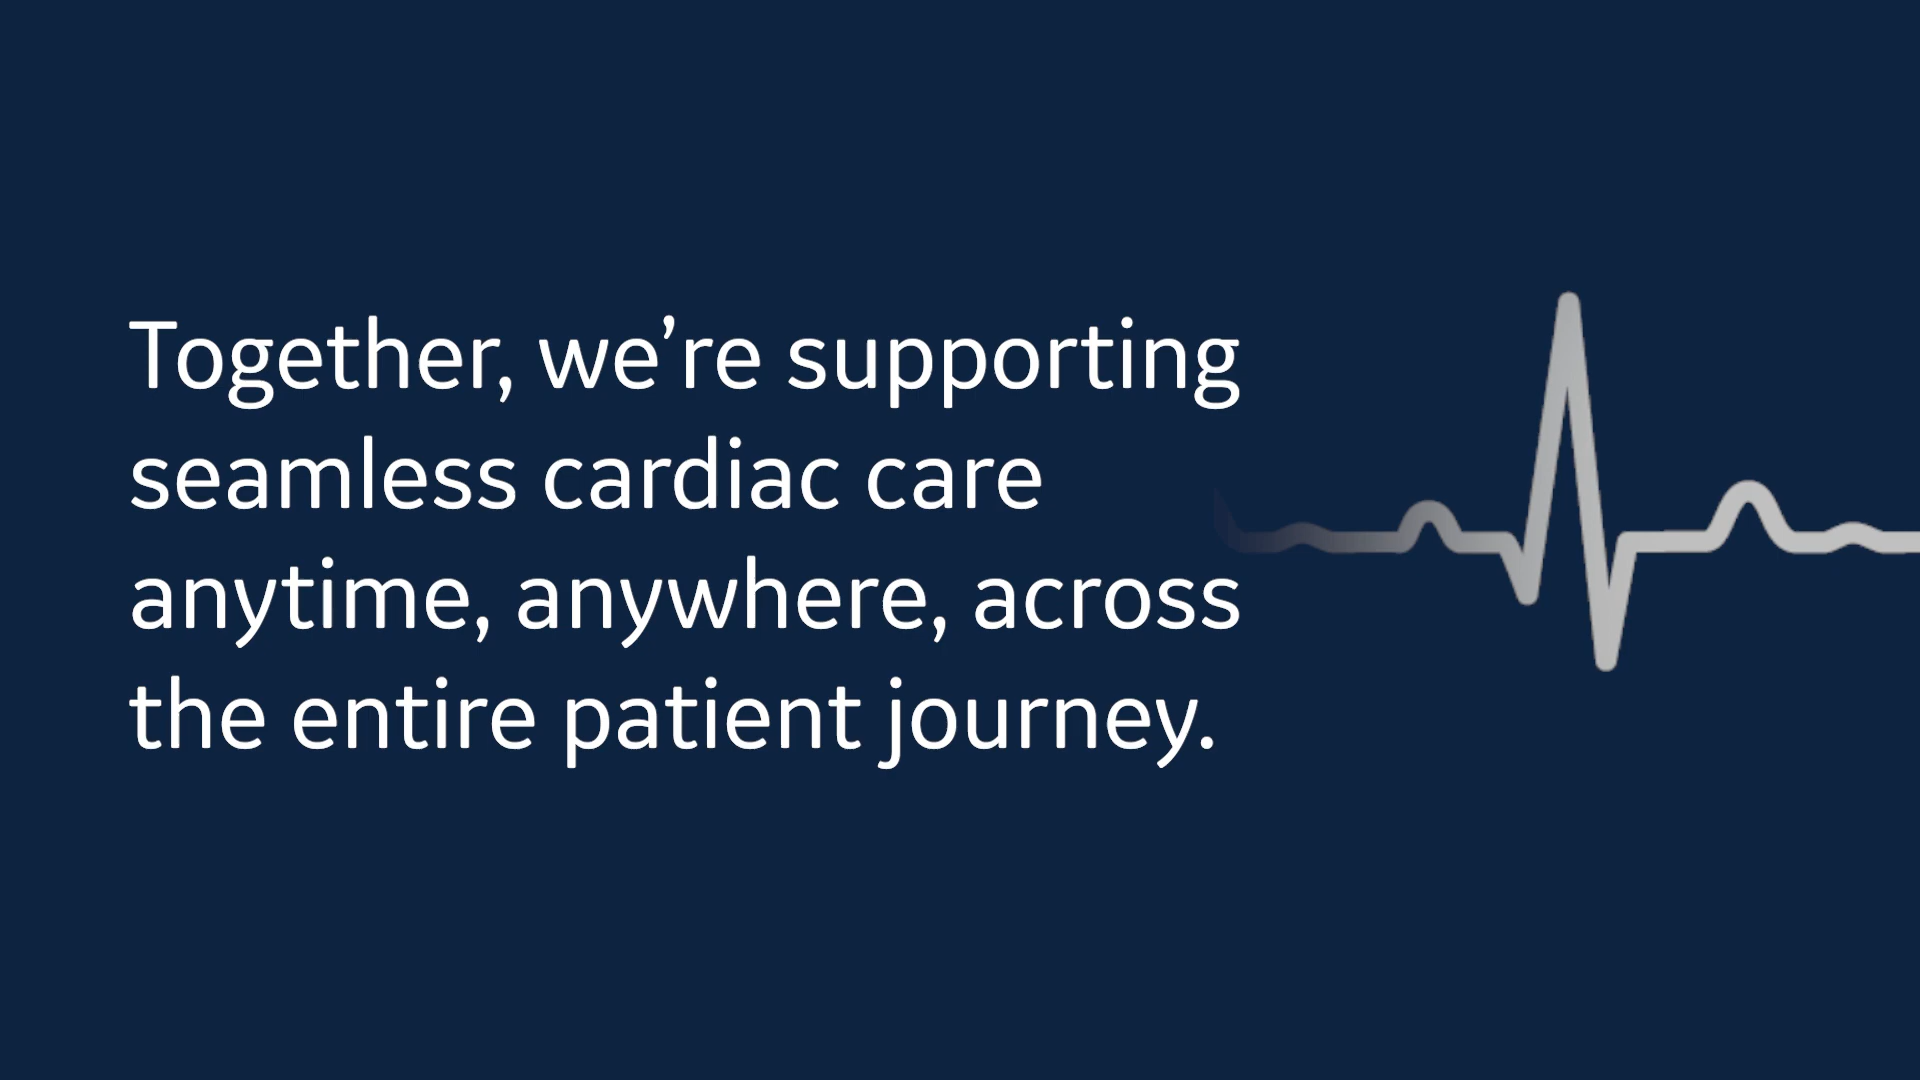 Together, we’re supporting
seamless cardiac care
anytime, anywhere, across
the entire patient journey.